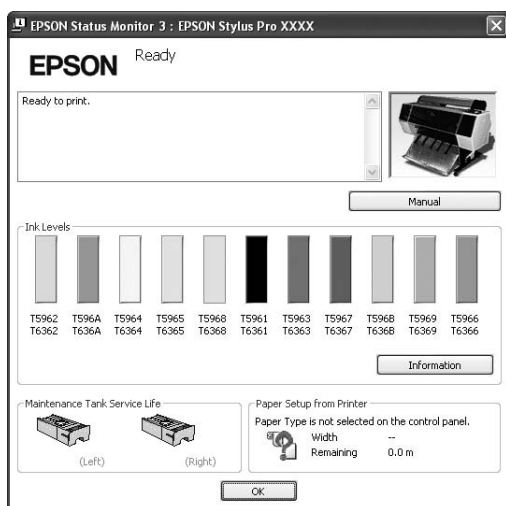 EPSON Status Monitor 3 : EPSON Stylus Pro XXXX
EPSON
Ready
Ready to print.
Manual
Ink Levels
T5962 T596A T5964 T5965 T5968 T5961 T5963 T5967 T596B T5969 T5966
T6362 T636A T6364 T6365 T6368 T6361 T6363 T6367 T636B T6369 T6366
Information
Maintenance Tank Service Life
(Left) (Right)
Paper Setup from Printer
Paper Type is not selected on the control panel.
Width --
Remaining 0.0 m
OK